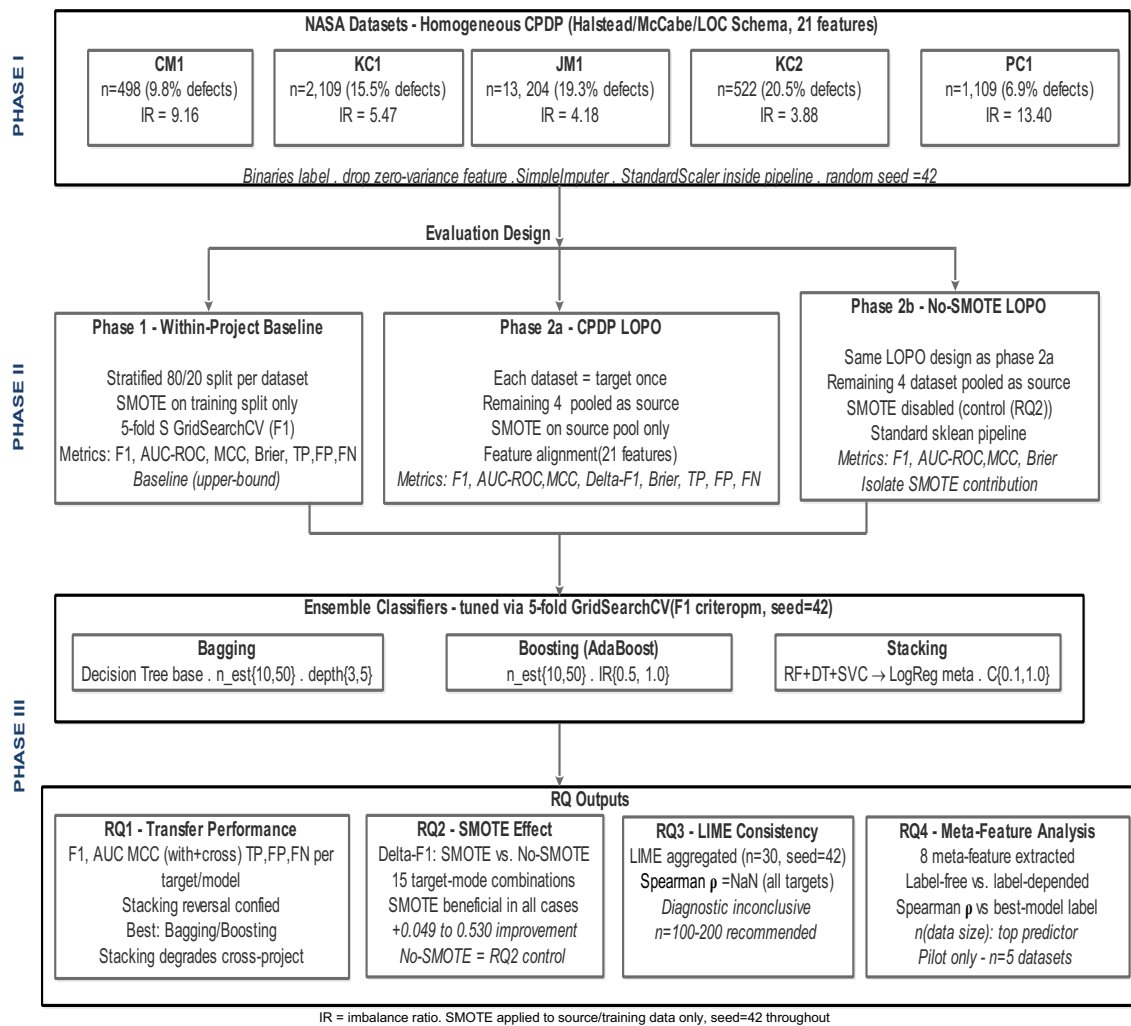 NASA Datasets - Homogeneous CPDP (Halstead/McCabe/LOC Schema, 21 features)
PHASE I
CM1
n=498 (9.8% defects)
IR = 9.16
KC1
n=2,109 (15.5% defects)
IR = 5.47
JM1
n=13, 204 (19.3% defects)
IR = 4.18
KC2
n=522 (20.5% defects)
IR = 3.88
PC1
n=1,109 (6.9% defects)
IR = 13.40
Binaries label . drop zero-variance feature .SimpleImputer . StandardScaler inside pipeline . random seed =42
Evaluation Design
PHASE II
Phase 1 - Within-Project Baseline
Stratified 80/20 split per dataset
SMOTE on training split only
5-fold S GridSearchCV (F1)
Metrics: F1, AUC-ROC, MCC, Brier, TP,FP,FN
Baseline (upper-bound)
Phase 2a - CPDP LOPO
Each dataset = target once
Remaining 4 pooled as source
SMOTE on source pool only
Feature alignment(21 features)
Metrics: F1, AUC-ROC,MCC, Delta-F1, Brier, TP, FP, FN
Phase 2b - No-SMOTE LOPO
Same LOPO design as phase 2a
Remaining 4 dataset pooled as source
SMOTE disabled (control (RQ2))
Standard sklean pipeline
Metrics: F1, AUC-ROC,MCC, Brier
Isolate SMOTE contribution
PHASE III
Ensemble Classifiers - tuned via 5-fold GridSearchCV(F1 criteropm, seed=42)
Bagging
Decision Tree base . n_est{10,50} . depth{3,5}
Boosting (AdaBoost)
n_est{10,50} . IR{0.5, 1.0}
Stacking
RF+DT+SVC → LogReg meta . C{0.1,1.0}
RQ Outputs
RQ1 - Transfer Performance
F1, AUC MCC (with+cross) TP,FP,FN per
target/model
Stacking reversal confied
Best: Bagging/Boosting
Stacking degrades cross-project
RQ2 - SMOTE Effect
Delta-F1: SMOTE vs. No-SMOTE
15 target-mode combinations
SMOTE beneficial in all cases
+0.049 to 0.530 improvement
No-SMOTE = RQ2 control
RQ3 - LIME Consistency
LIME aggregated (n=30, seed=42)
Spearman ρ =NaN (all targets)
Diagnostic inconclusive
n=100-200 recommended
RQ4 - Meta-Feature Analysis
8 meta-feature extracted
Label-free vs. label-depended
Spearman ρ vs best-model label
n(data size): top predictor
Pilot only - n=5 datasets
IR = imbalance ratio. SMOTE applied to source/training data only, seed=42 throughout